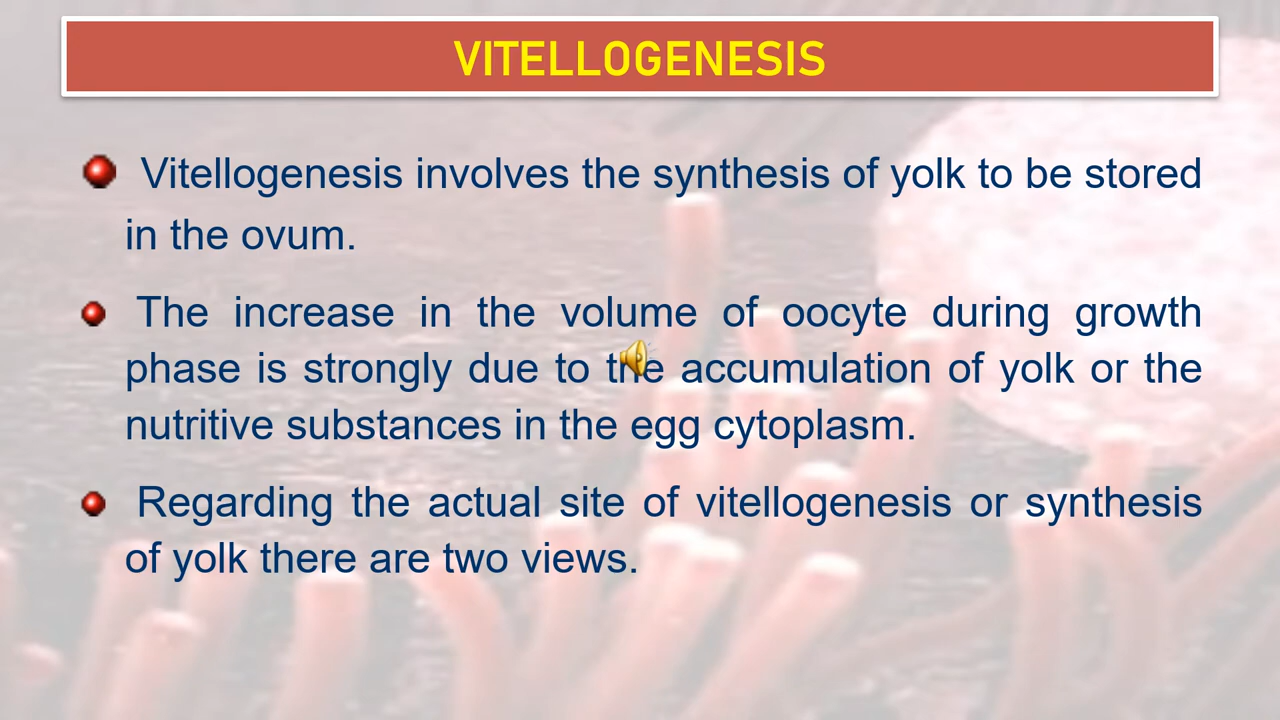 VITELLOGENESIS
Vitellogenesis involves the synthesis of yolk to be stored
in the ovum.
The increase in the volume of oocyte during growth
phase is strongly due to the accumulation of yolk or the
nutritive substances in the egg cytoplasm.
Regarding the actual site of vitellogenesis or synthesis
of yolk there are two views.